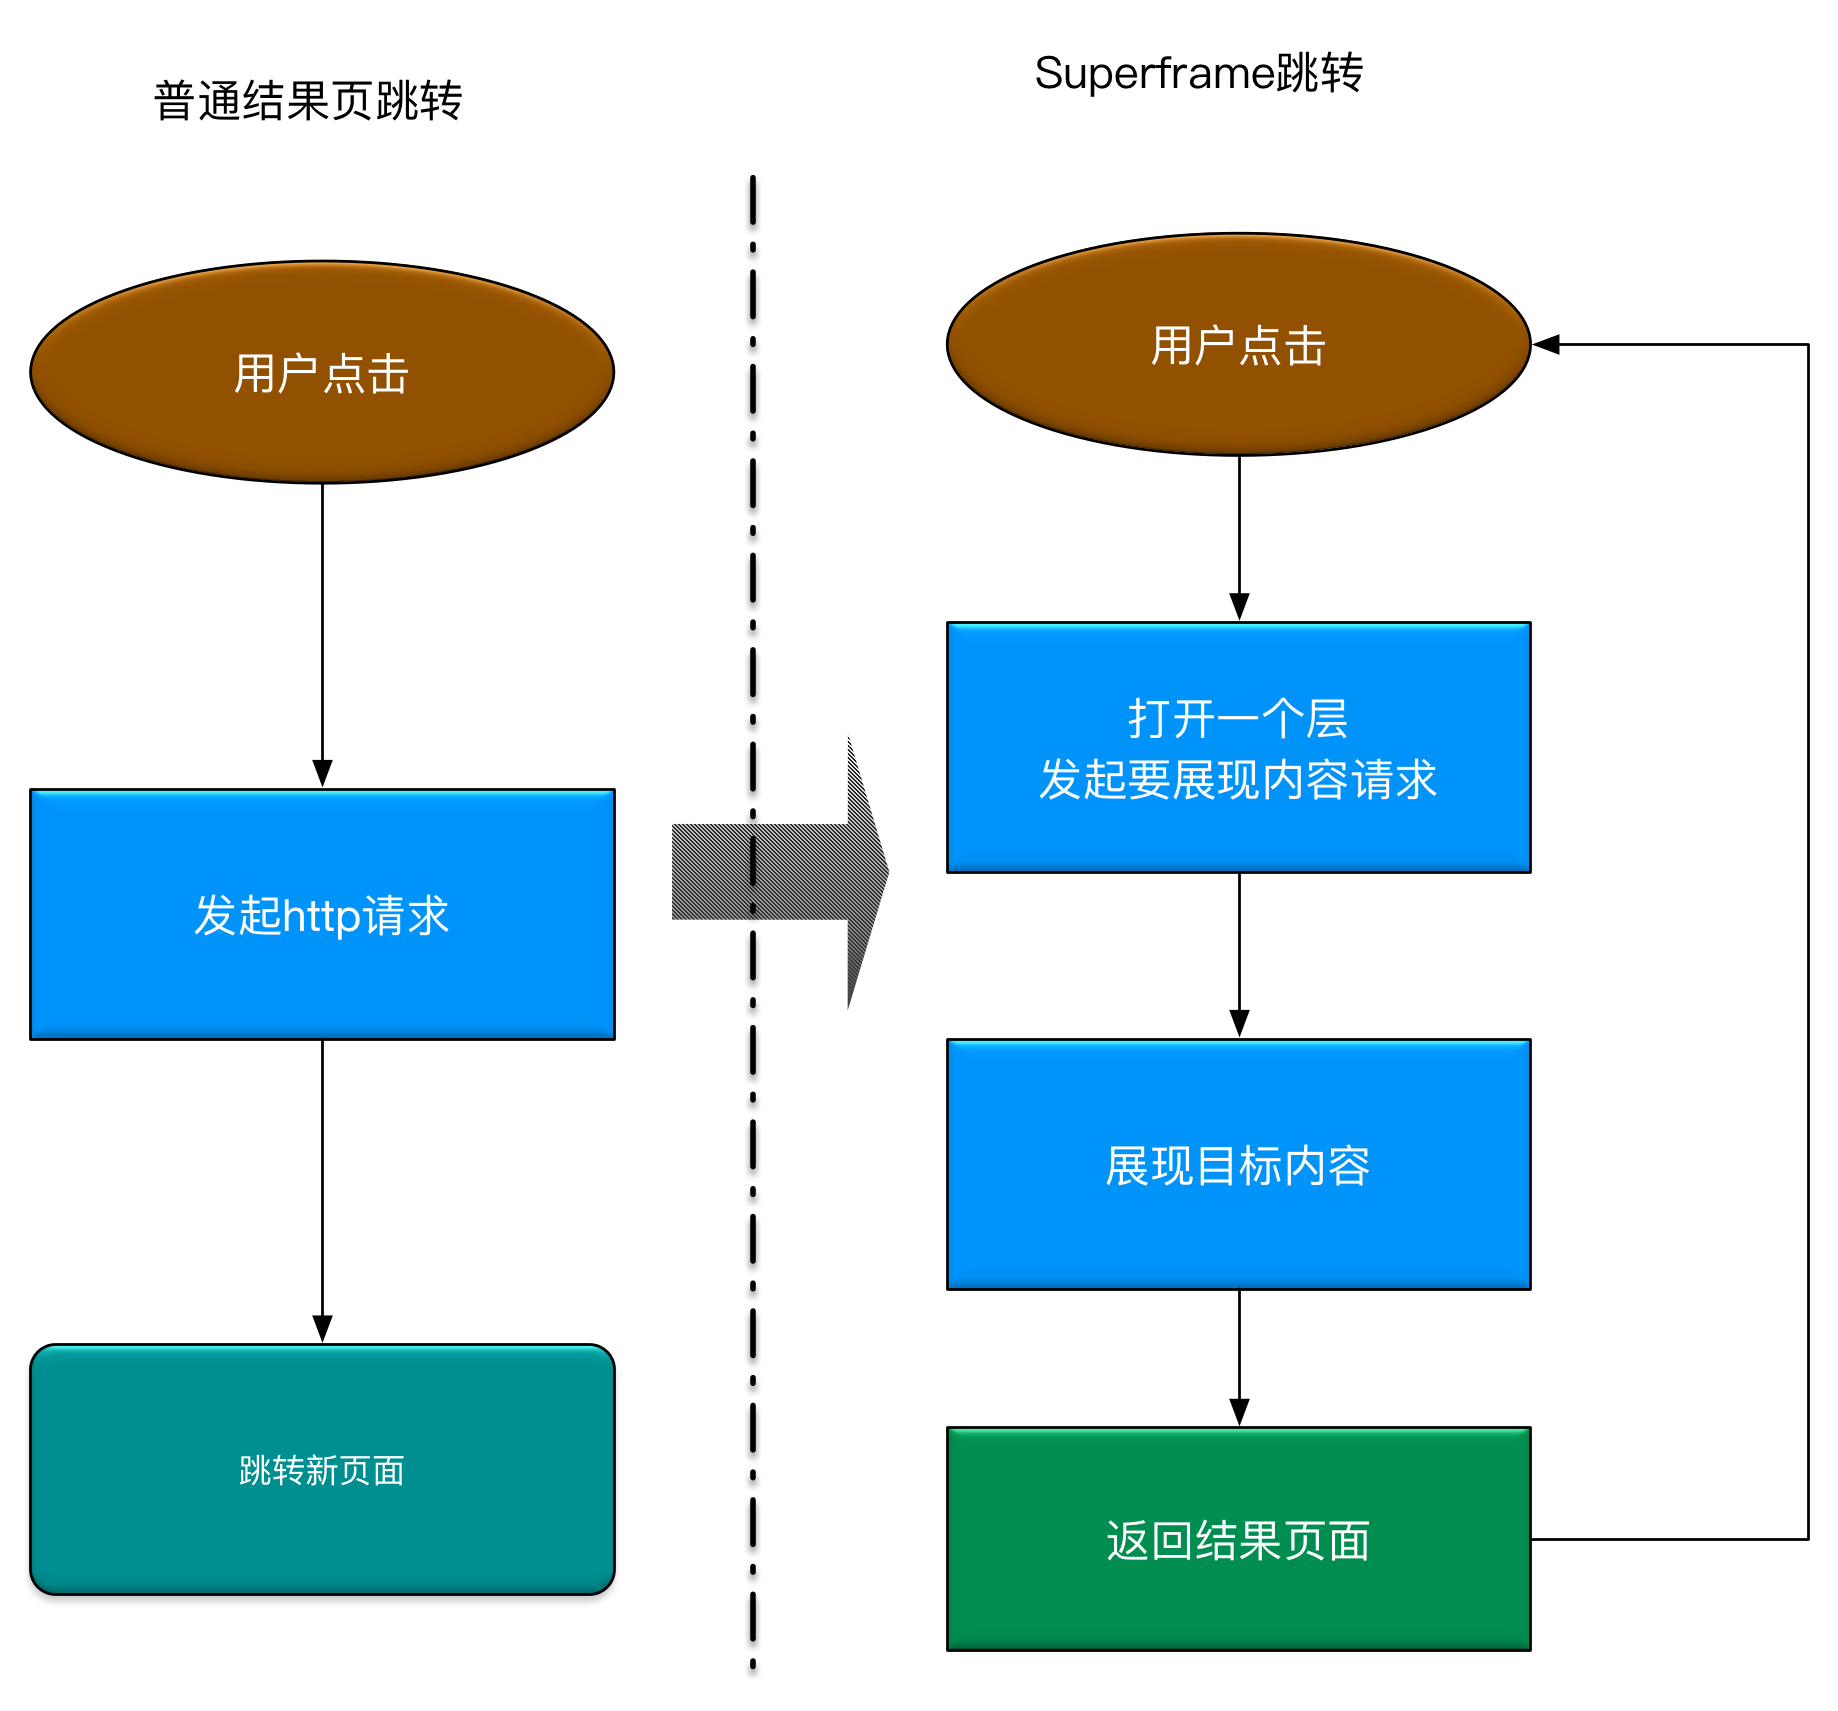 普通结果页跳转
用户点击
发起http请求
跳转新页面
Superframe跳转
用户点击
打开一个层
发起要展现内容请求
展现目标内容
返回结果页面